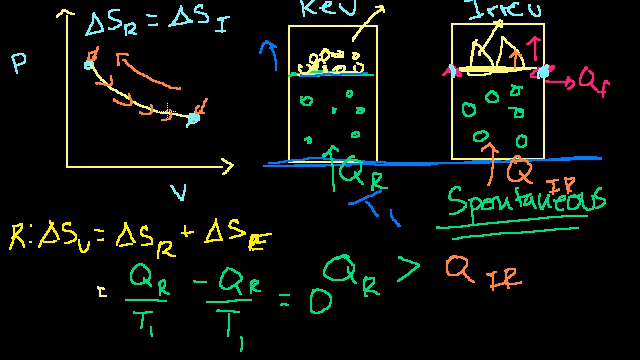 ΔS_R = ΔS_I
P
V
Rev
Irrev
Q_f
Q_R
Q_IR
T_1
Spontaneous
R: ΔS_U = ΔS_R + ΔS_E
= Q_R/T_1 - Q_R/T_1 = 0
Q_R > Q_IR